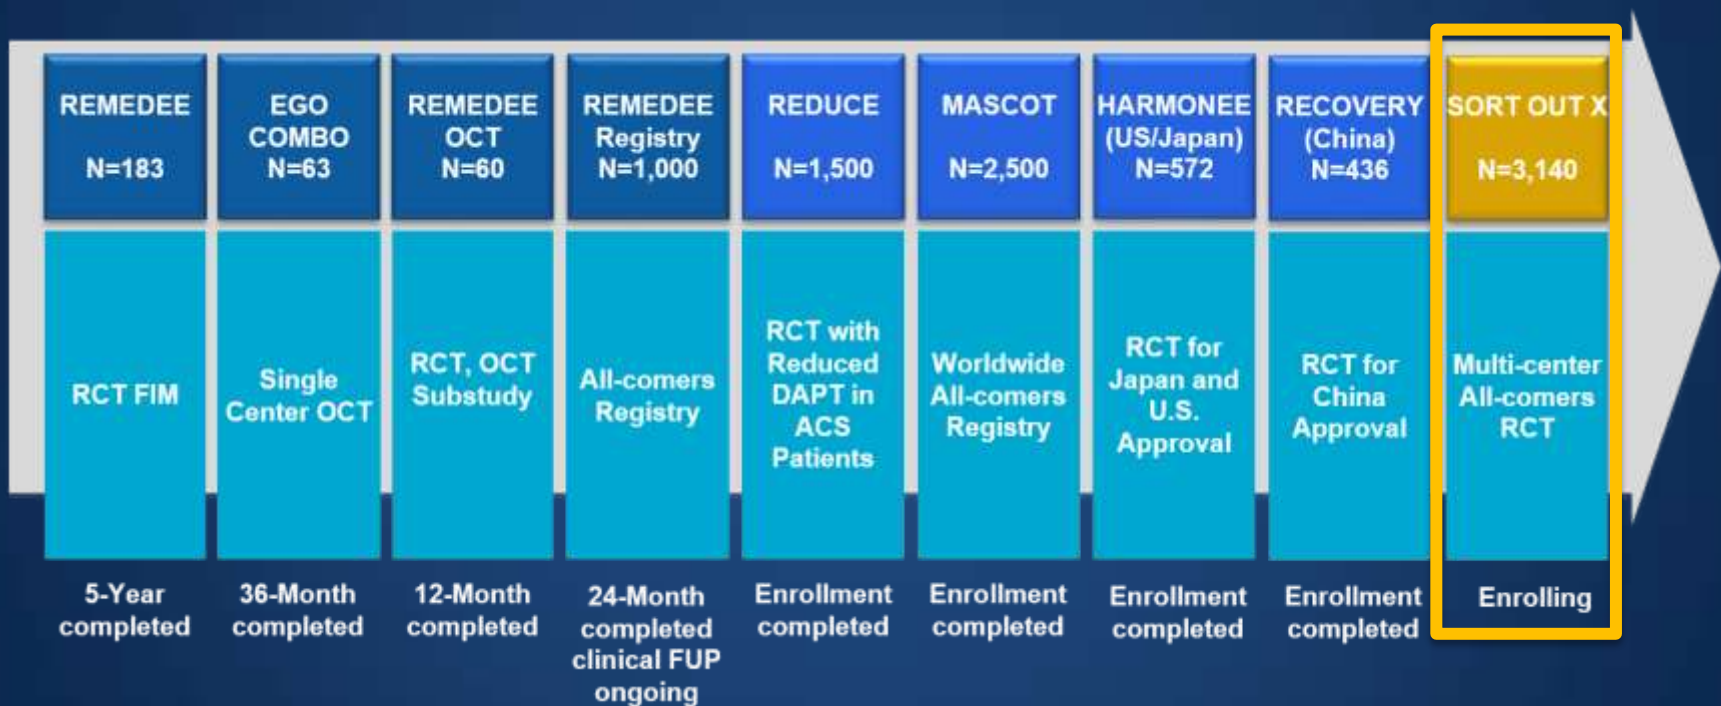 REMEDEE
N=183
EGO
COMBO
N=63
REMEDEE
OCT
N=60
REMEDEE
Registry
N=1,000
REDUCE
N=1,500
MASCOT
N=2,500
HARMONEE
(US/Japan)
N=572
RECOVERY
(China)
N=436
SORT OUT X
N=3,140
RCT FIM
Single
Center OCT
RCT, OCT
Substudy
All-comers
Registry
RCT with
Reduced
DAPT in
ACS
Patients
Worldwide
All-comers
Registry
RCT for
Japan and
U.S.
Approval
RCT for
China
Approval
Multi-center
All-comers
RCT
5-Year
completed
36-Month
completed
12-Month
completed
24-Month
completed
clinical FUP
ongoing
Enrollment
completed
Enrollment
completed
Enrollment
completed
Enrollment
completed
Enrolling